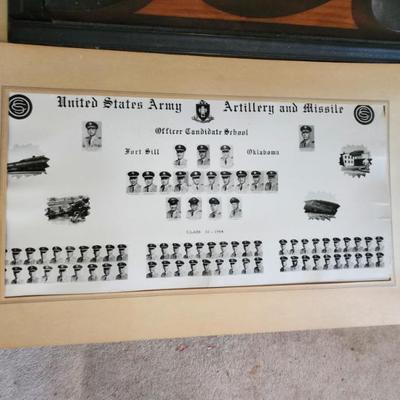 United States Army Artillery and Missile
Officer Candidate School
Fort Sill Oklahoma